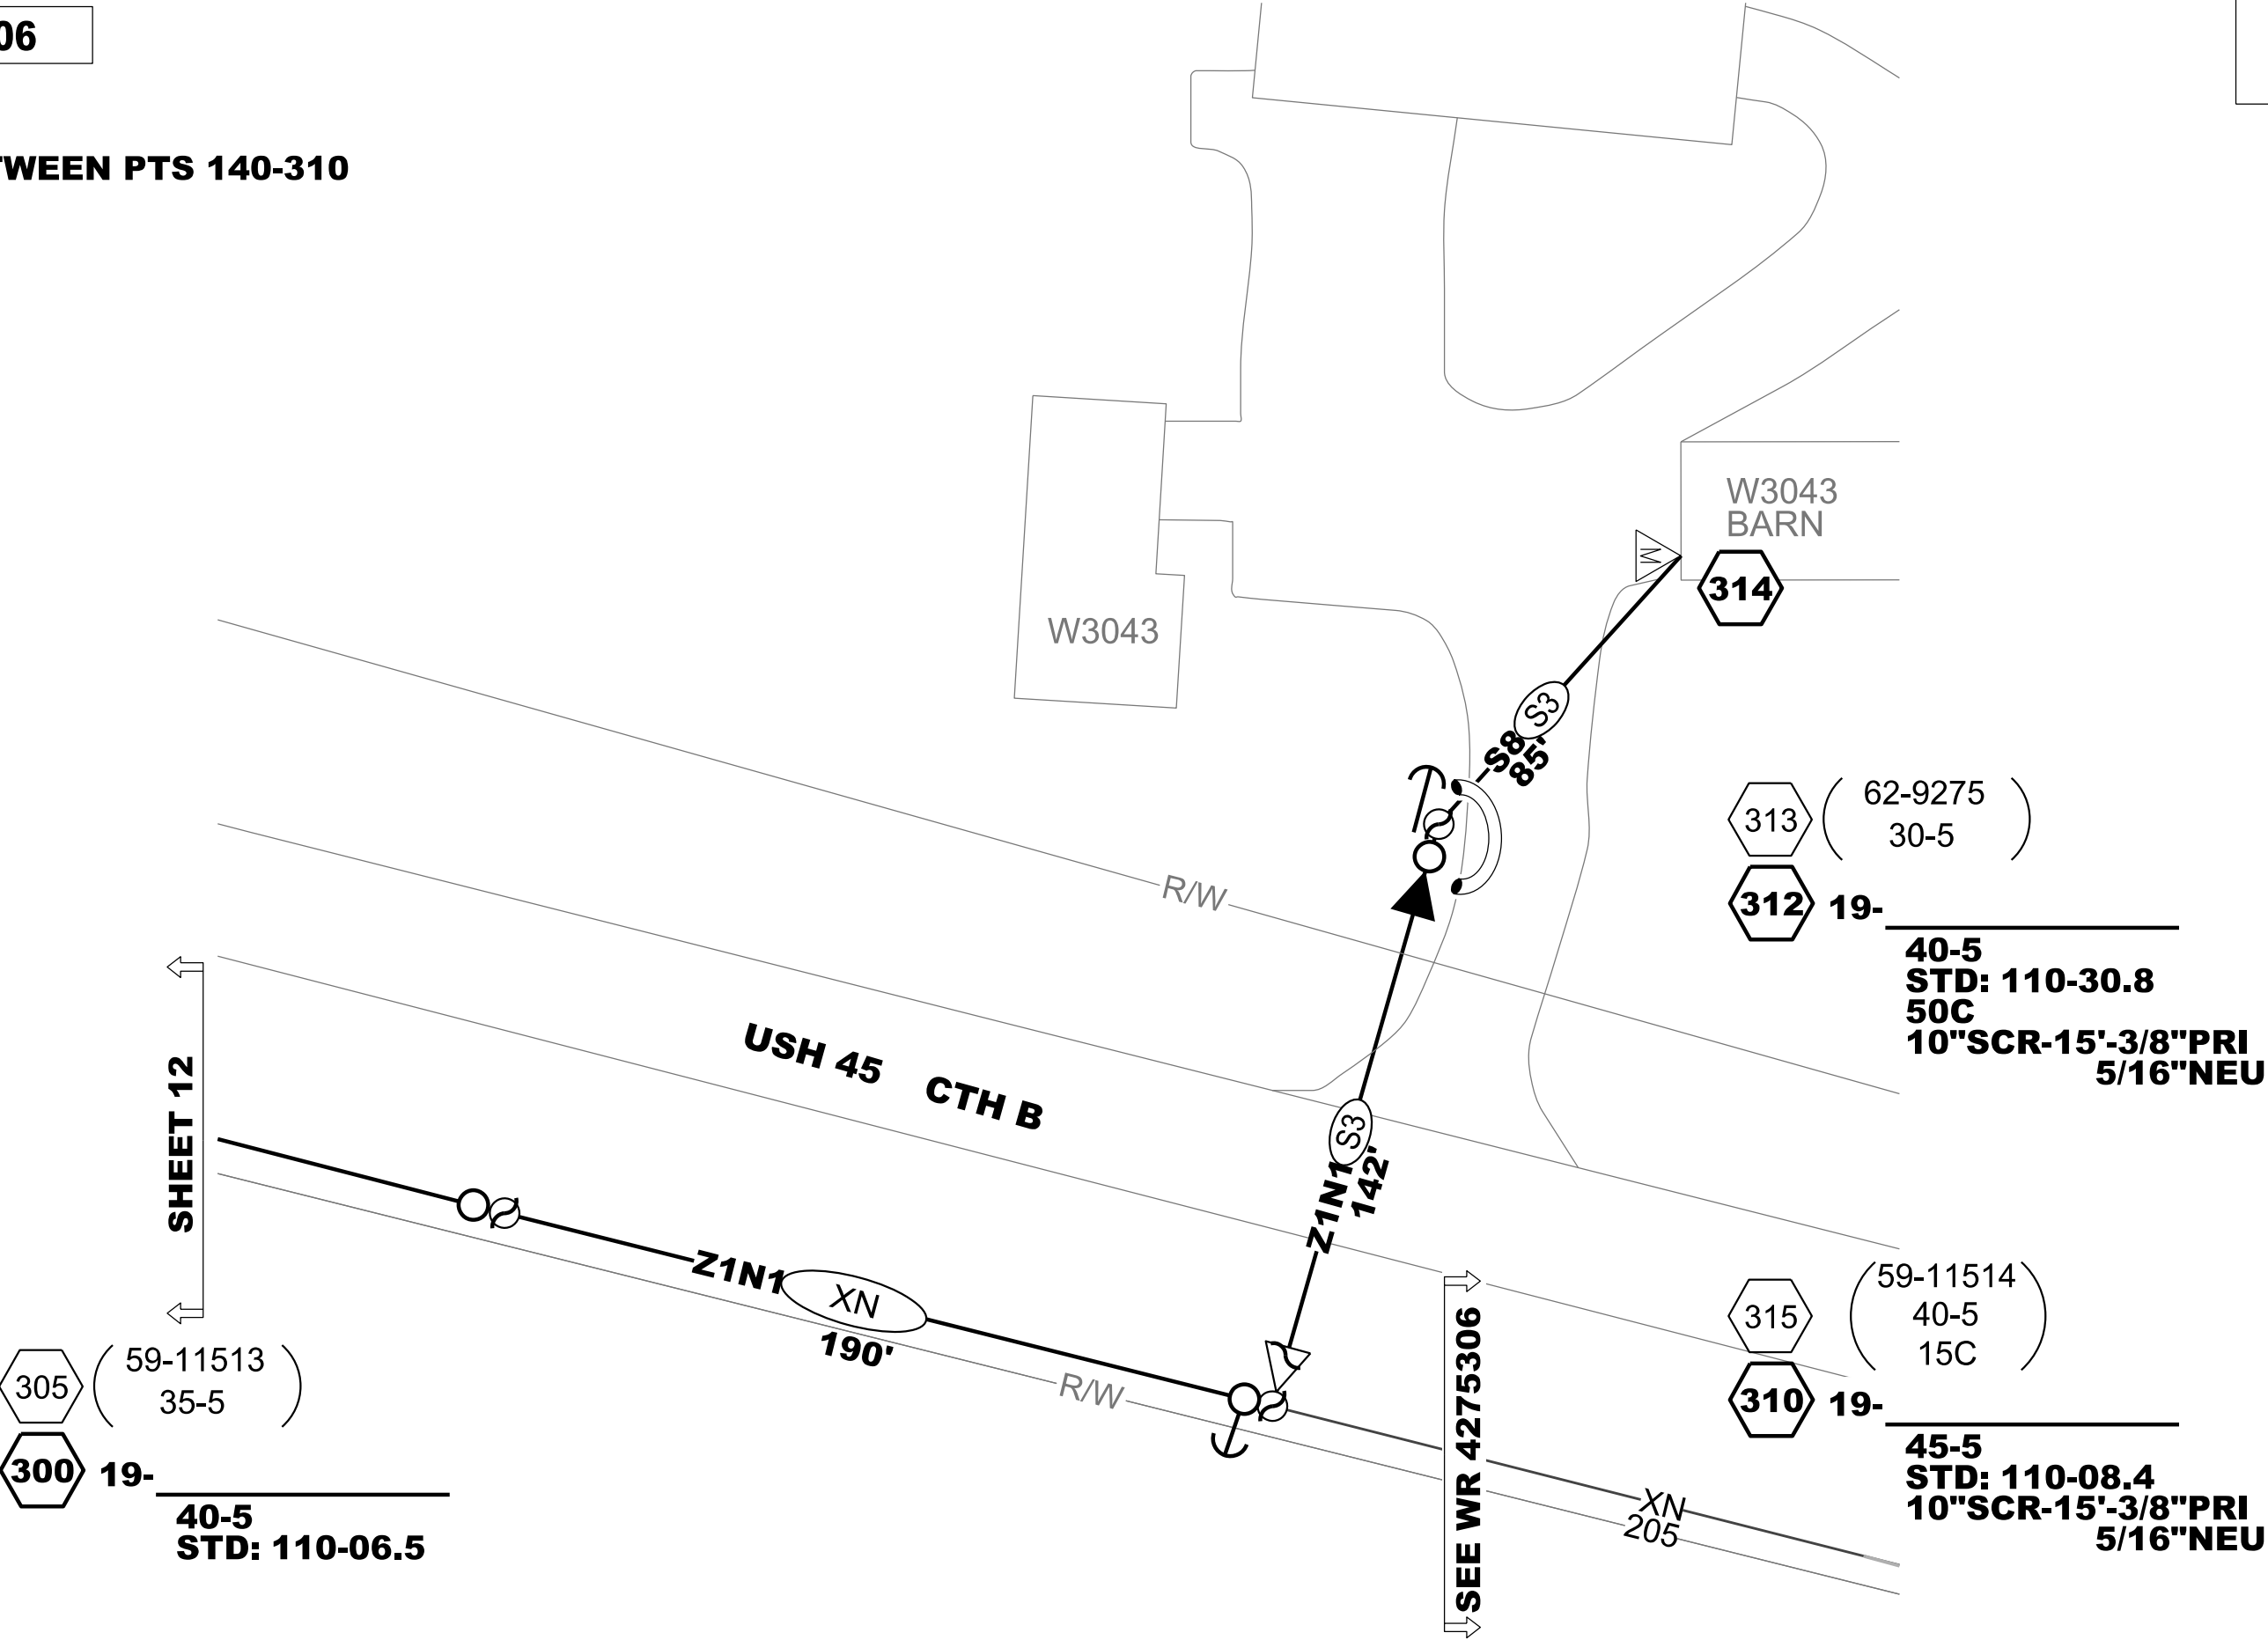 06
TWEEN PTS 140-310
W3043
BARN
314
W3043
S3
S8
85'
313
62-9275
30-5
312
19-
40-5
STD: 110-30.8
50C
10"SCR-15'-3/8"PRI
5/16"NEU
R/W
USH 45 CTH B
SHEET 12
S3
Z1N1
142'
Z1N1
XN
190'
R/W
SEE WR 4275306
305
59-11513
35-5
300
19-
40-5
STD: 110-06.5
315
59-11514
40-5
15C
310
19-
45-5
STD: 110-08.4
10"SCR-15'-3/8"PRI
5/16"NEU
XN
205
M